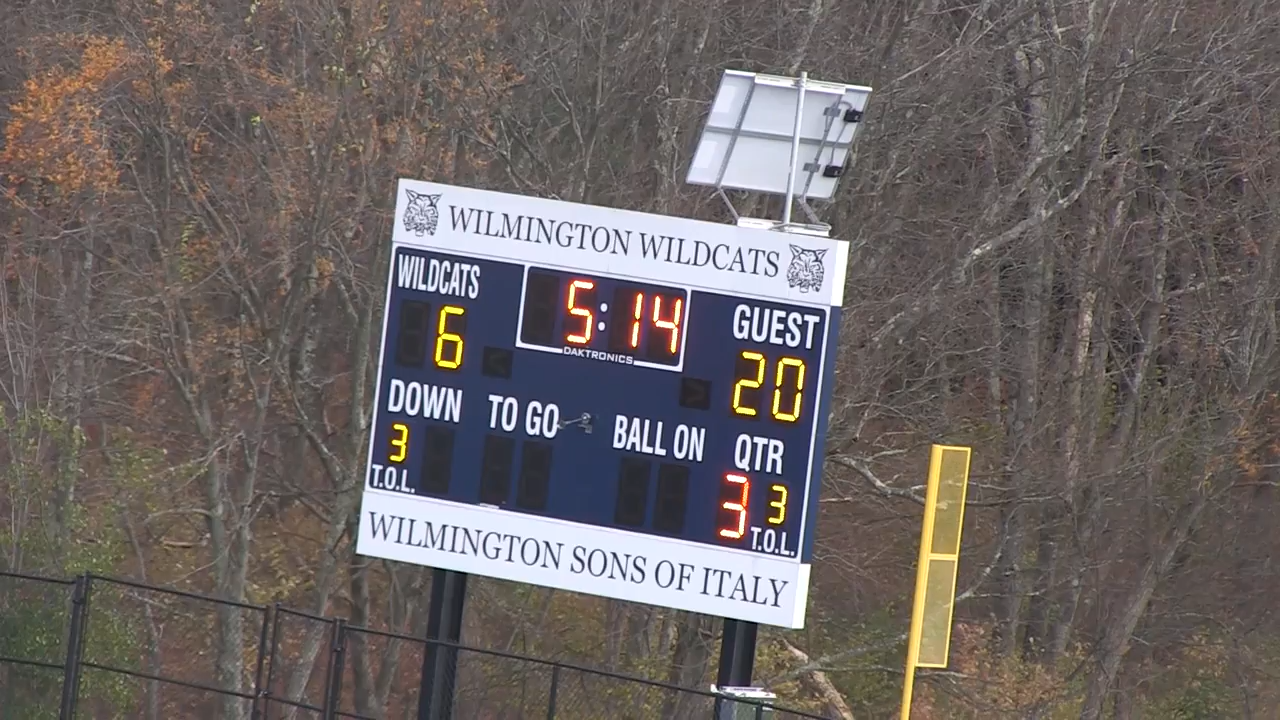 WILMINGTON WILDCATS
WILDCATS
5:14
GUEST
6
DAKTRONICS
20
DOWN
TO GO
BALL ON
QTR
3
3
3
T.O.L.
T.O.L.
WILMINGTON SONS OF ITALY